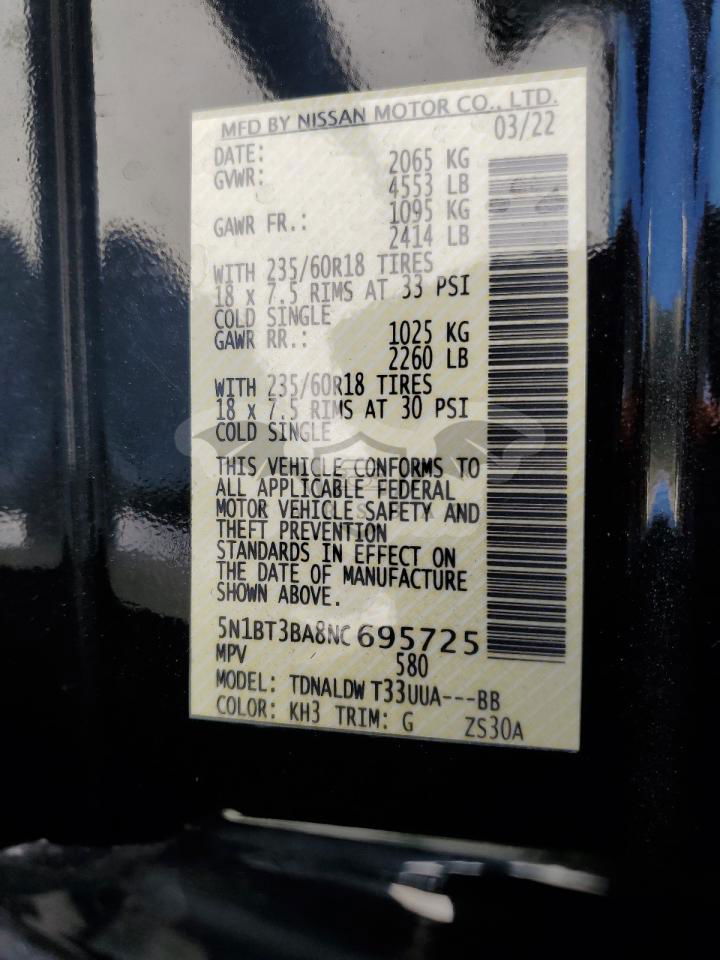 MFD BY NISSAN MOTOR CO., LTD.
DATE: 03/22
GVWR: 2065 KG
4553 LB
GAWR FR.: 1095 KG
2414 LB
WITH 235/60R18 TIRES
18 x 7.5 RIMS AT 33 PSI
COLD SINGLE
GAWR RR.: 1025 KG
2260 LB
WITH 235/60R18 TIRES
18 x 7.5 RIMS AT 30 PSI
COLD SINGLE
THIS VEHICLE CONFORMS TO
ALL APPLICABLE FEDERAL
MOTOR VEHICLE SAFETY AND
THEFT PREVENTION
STANDARDS IN EFFECT ON
THE DATE OF MANUFACTURE
SHOWN ABOVE.
5N1BT3BA8NC695725
MPV 580
MODEL: TDNALDW T33UUA---BB
COLOR: KH3 TRIM: G ZS30A